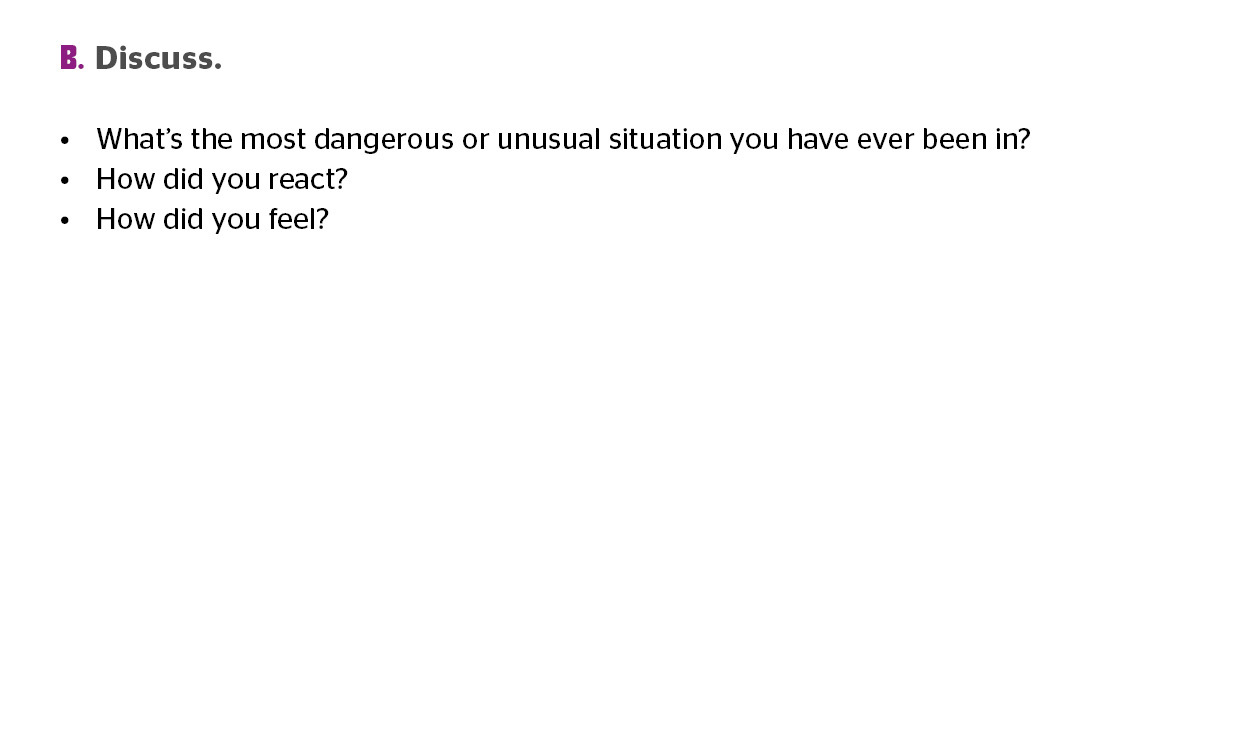 B. Discuss.
• What’s the most dangerous or unusual situation you have ever been in?
• How did you react?
• How did you feel?